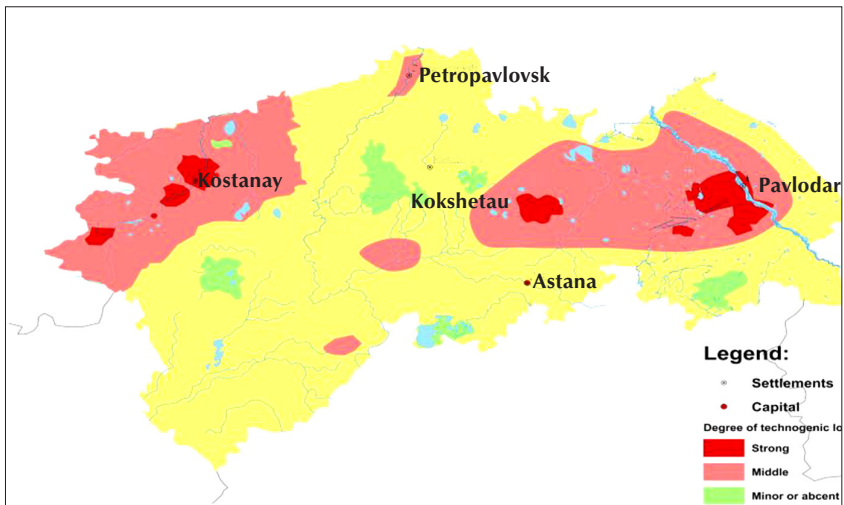 Petropavlovsk
Kostanay
Kokshetau
Pavlodar
Astana
Legend:
Settlements
Capital
Degree of technogenic lo
Strong
Middle
Minor or abcent